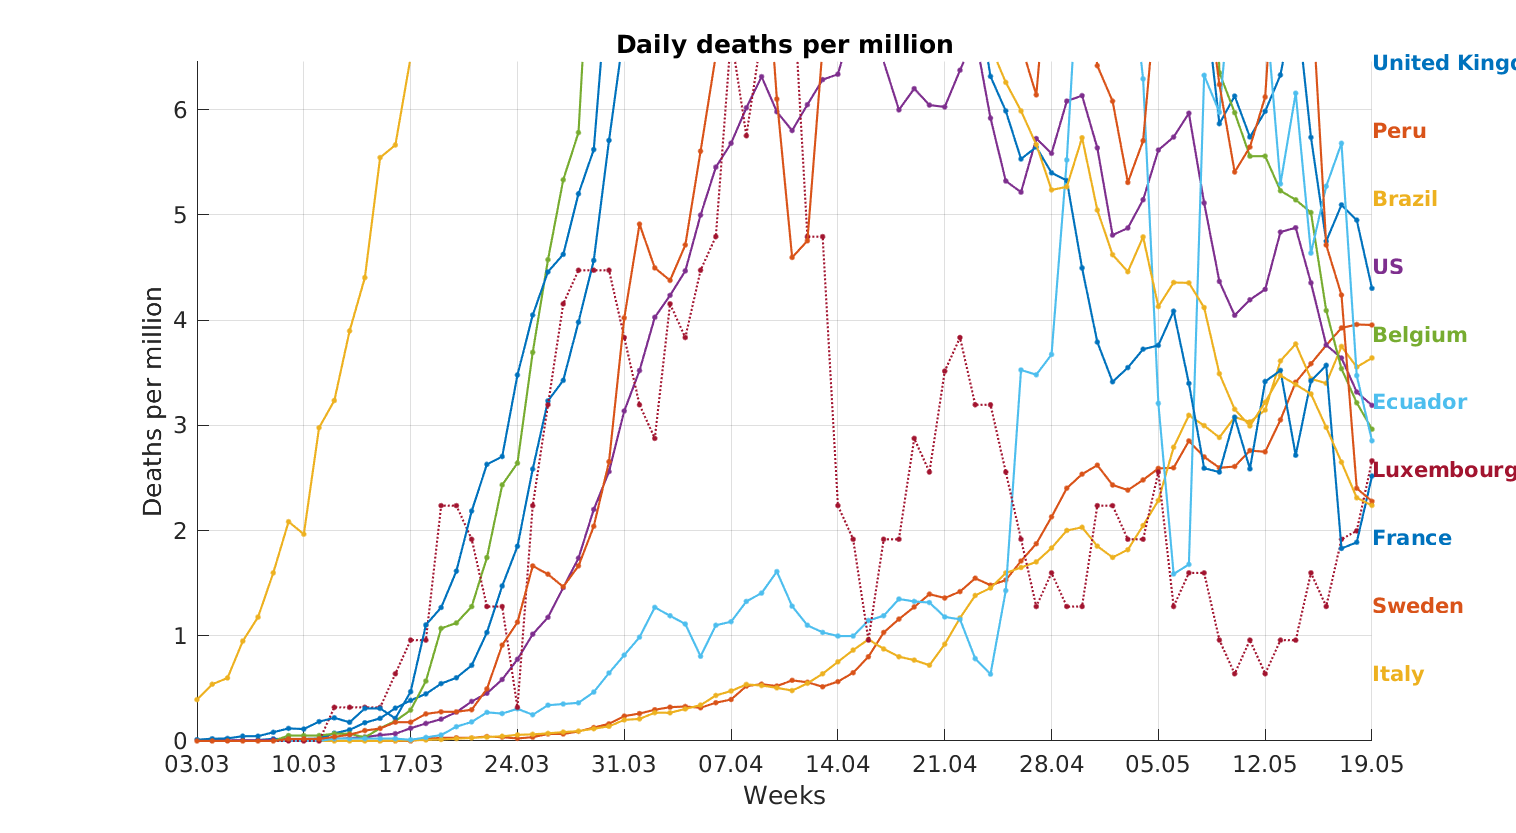 Daily deaths per million
United Kingd
Peru
Brazil
US
Belgium
Ecuador
Luxembourg
France
Sweden
Italy
Deaths per million
6
5
4
3
2
1
0
03.03 10.03 17.03 24.03 31.03 07.04 14.04 21.04 28.04 05.05 12.05 19.05
Weeks